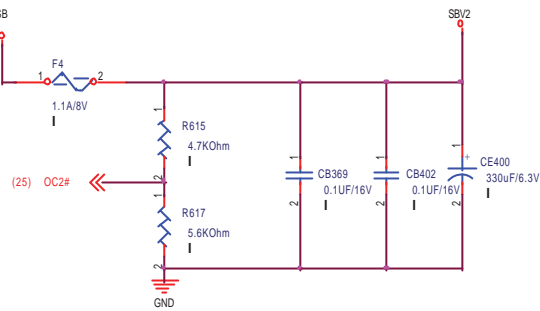 SB
SBV2
F4
1 2
1.1A/8V
I
1
R615
4.7KOhm
I
2
(25) OC2#
1
R617
5.6KOhm
I
2
GND
1
CB369
0.1UF/16V
I
2
1
CB402
0.1UF/16V
I
2
1
+
CE400
330uF/6.3V
I
2